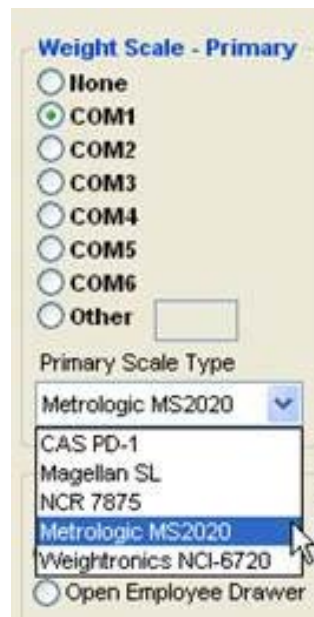 Weight Scale - Primary
None
COM1
COM2
COM3
COM4
COM5
COM6
Other
Primary Scale Type
Metrologic MS2020
CAS PD-1
Magellan SL
NCR 7875
Metrologic MS2020
Weightronics NCI-6720
Open Employee Drawer